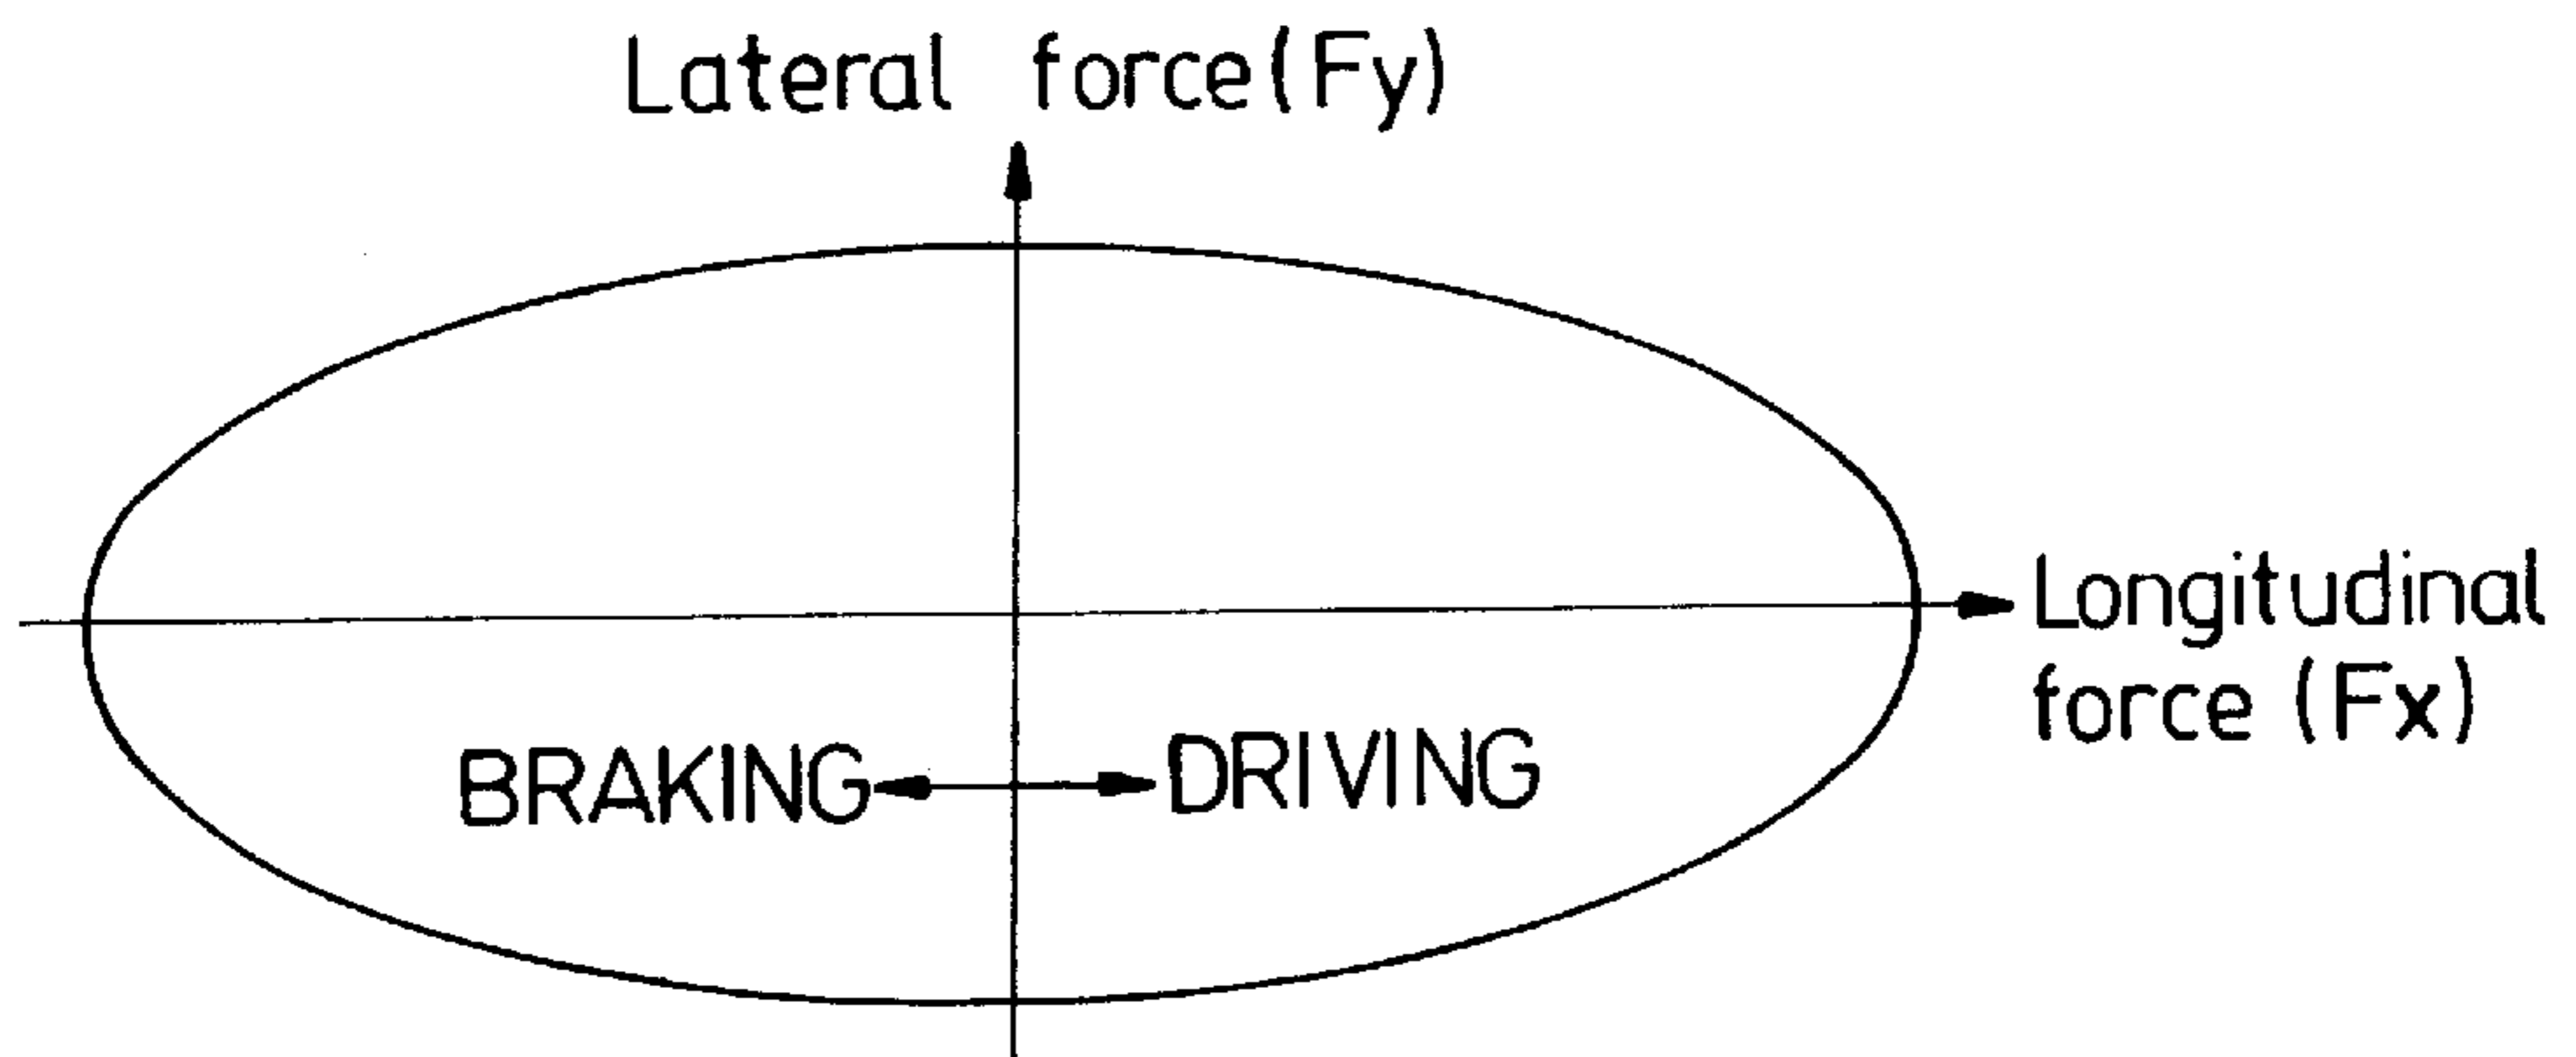 Lateral force (Fy)
Longitudinal
force (Fx)
BRAKING
DRIVING